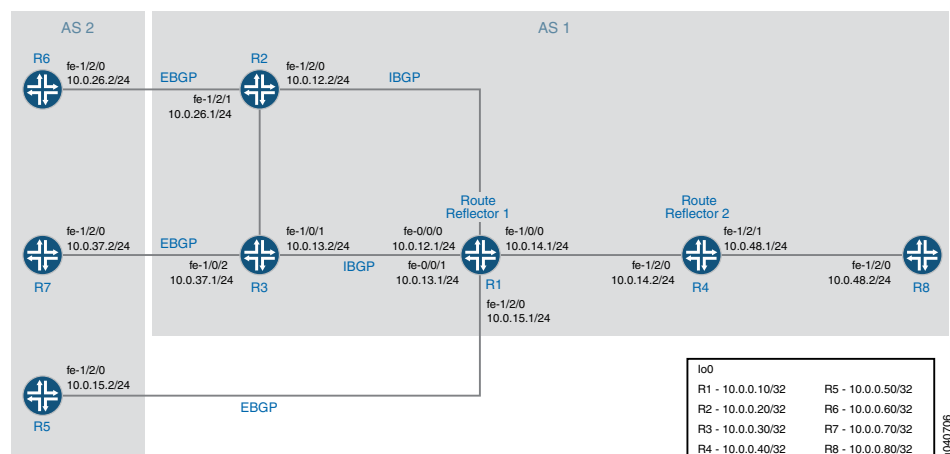 AS 2
AS 1
R6
fe-1/2/0
10.0.26.2/24
EBGP
R2
fe-1/2/0
10.0.12.2/24
IBGP
fe-1/2/1
10.0.26.1/24
R7
fe-1/2/0
10.0.37.2/24
EBGP
fe-1/0/2
10.0.37.1/24
R3
fe-1/0/1
10.0.13.2/24
IBGP
fe-0/0/0
10.0.12.1/24
fe-0/0/1
10.0.13.1/24
Route
Reflector 1
fe-1/0/0
10.0.14.1/24
R1
fe-1/2/0
10.0.15.1/24
Route
Reflector 2
fe-1/2/1
10.0.48.1/24
fe-1/2/0
10.0.14.2/24
R4
fe-1/2/0
10.0.48.2/24
R8
fe-1/2/0
10.0.15.2/24
R5
EBGP
lo0
R1 - 10.0.0.10/32 R5 - 10.0.0.50/32
R2 - 10.0.0.20/32 R6 - 10.0.0.60/32
R3 - 10.0.0.30/32 R7 - 10.0.0.70/32
R4 - 10.0.0.40/32 R8 - 10.0.0.80/32